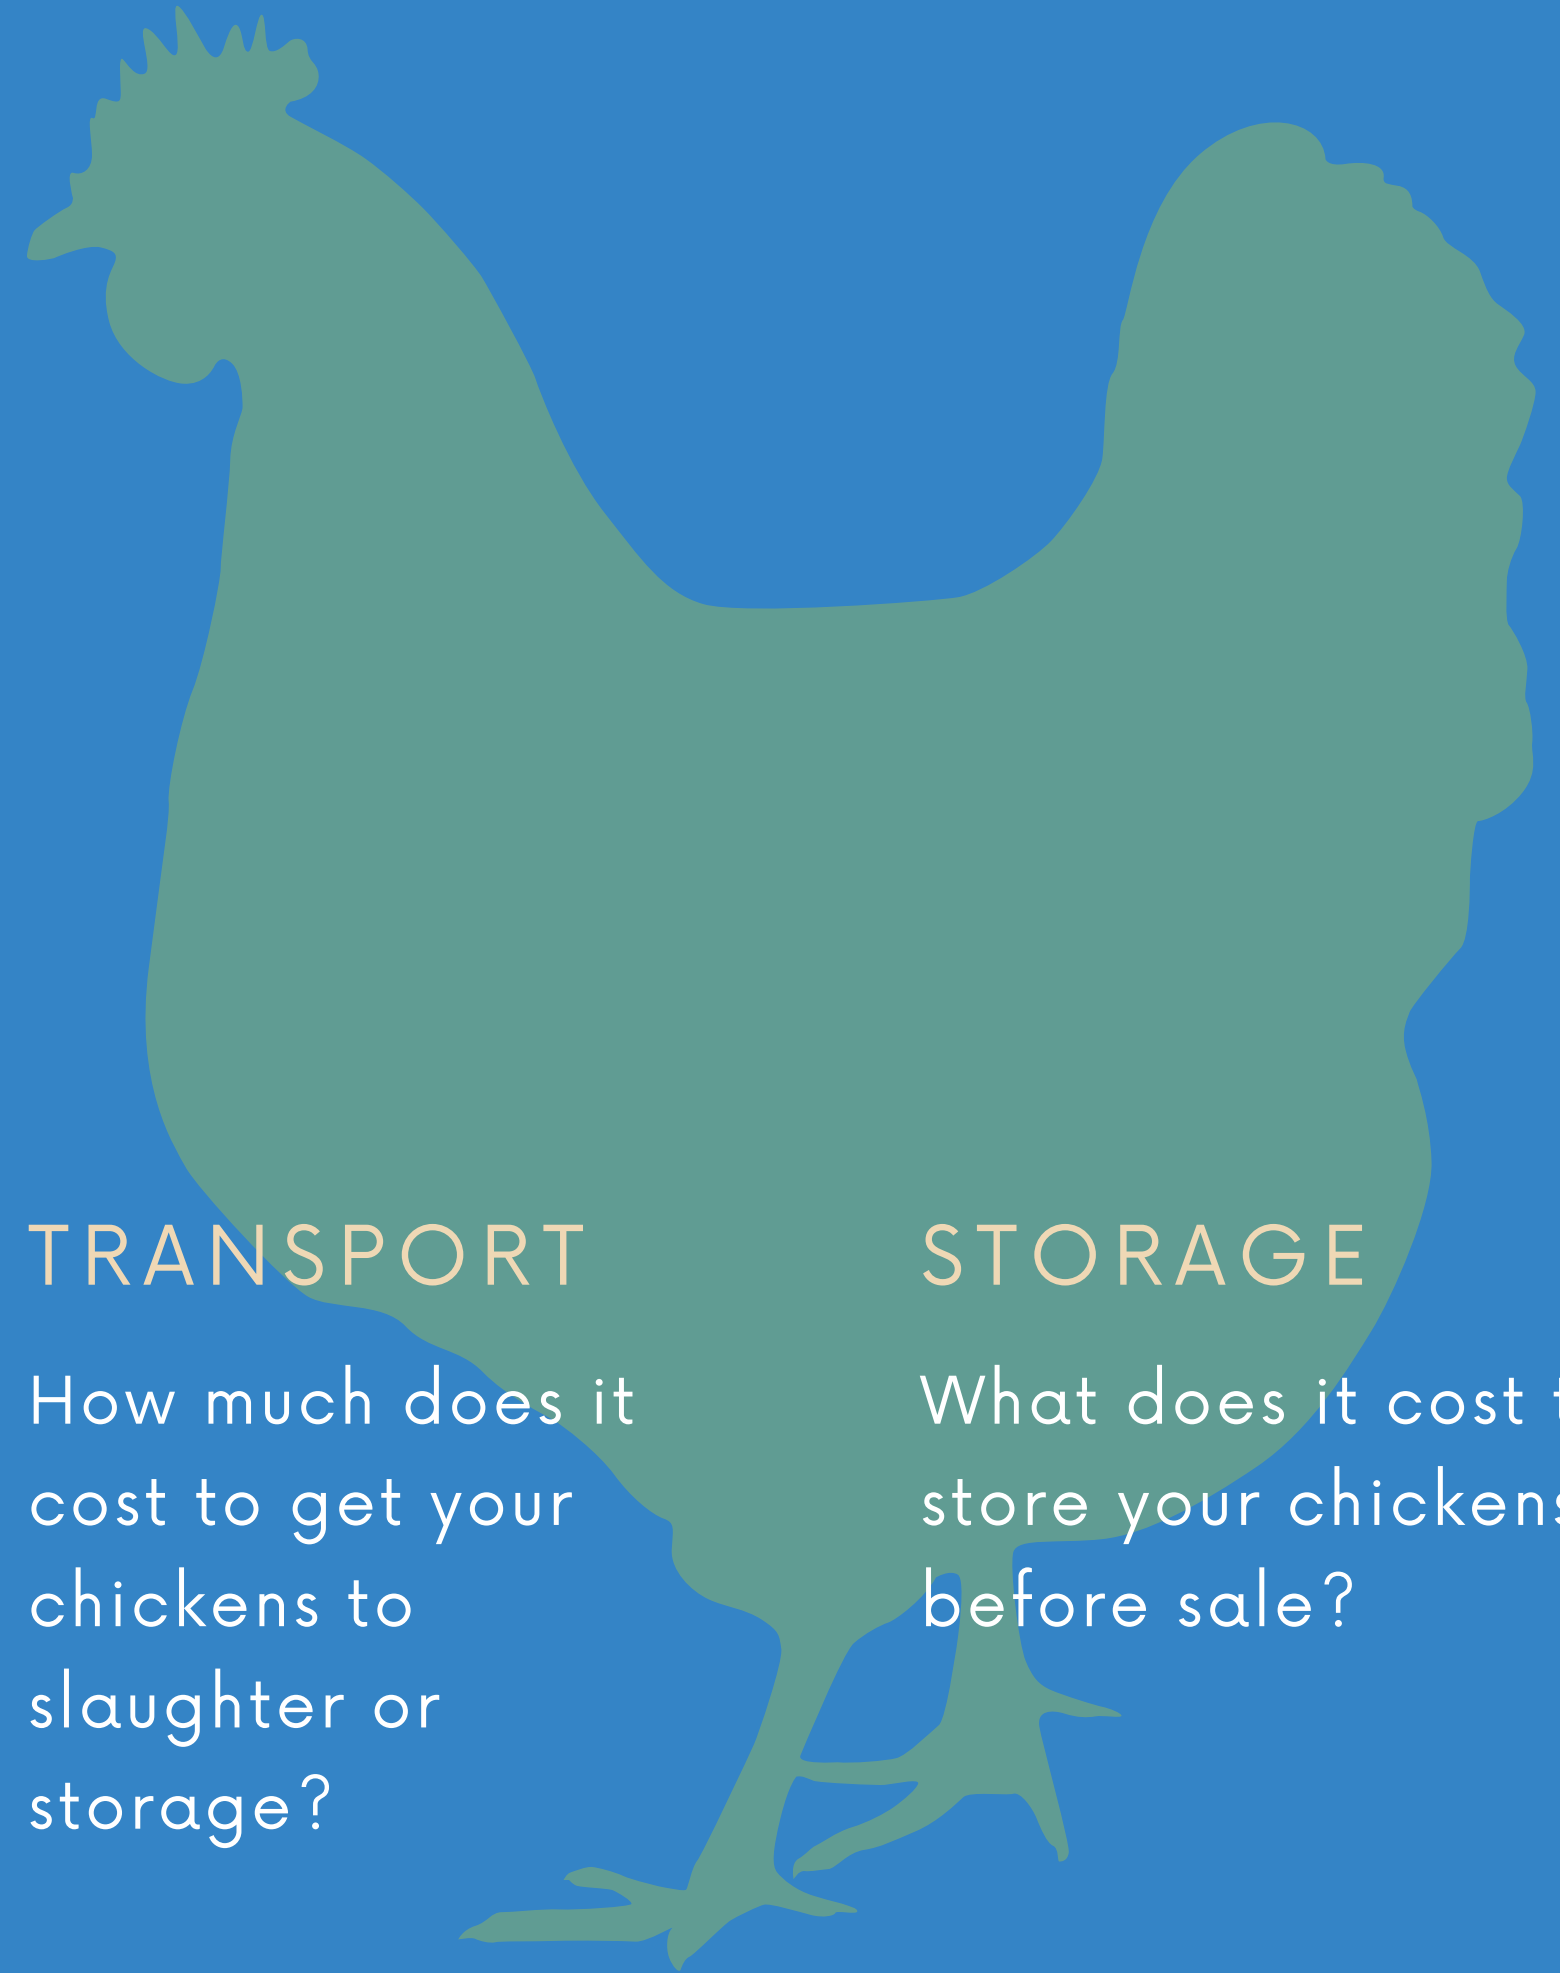 TRANSPORT
How much does it
cost to get your
chickens to
slaughter or
storage?
STORAGE
What does it cost
store your chickens
before sale?